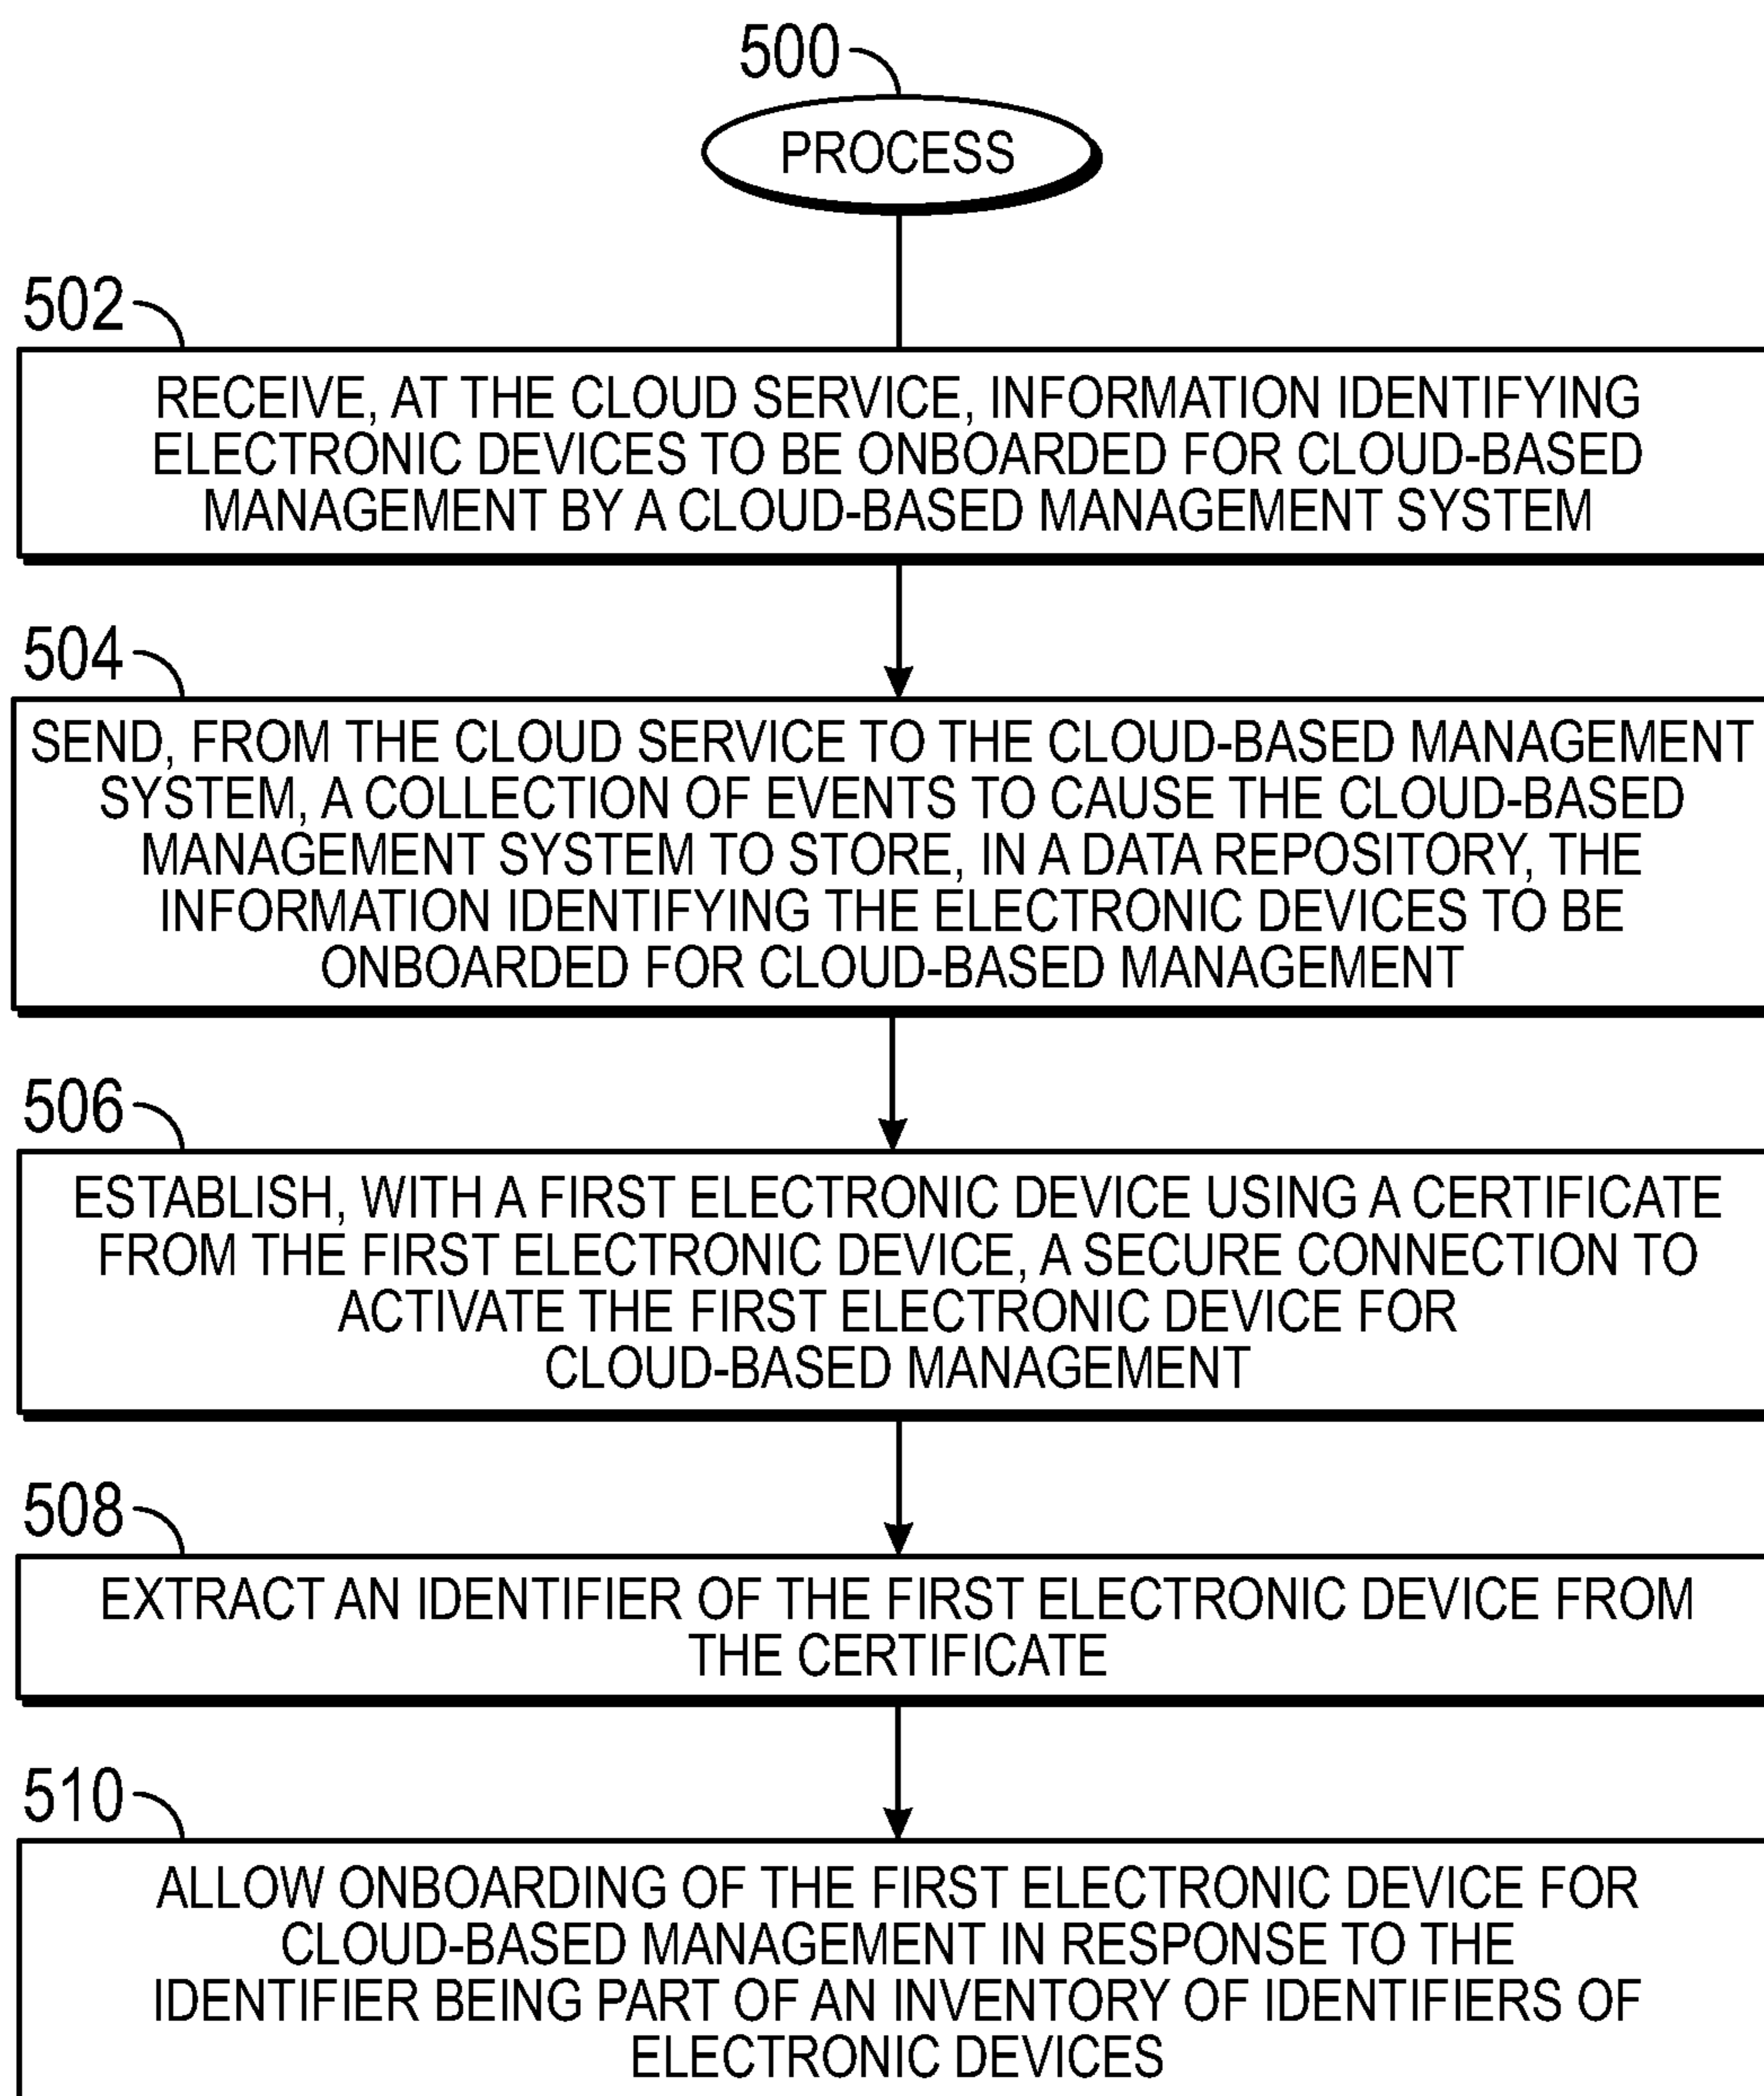 500
PROCESS
502
RECEIVE, AT THE CLOUD SERVICE, INFORMATION IDENTIFYING
ELECTRONIC DEVICES TO BE ONBOARDED FOR CLOUD-BASED
MANAGEMENT BY A CLOUD-BASED MANAGEMENT SYSTEM
504
SEND, FROM THE CLOUD SERVICE TO THE CLOUD-BASED MANAGEMENT
SYSTEM, A COLLECTION OF EVENTS TO CAUSE THE CLOUD-BASED
MANAGEMENT SYSTEM TO STORE, IN A DATA REPOSITORY, THE
INFORMATION IDENTIFYING THE ELECTRONIC DEVICES TO BE
ONBOARDED FOR CLOUD-BASED MANAGEMENT
506
ESTABLISH, WITH A FIRST ELECTRONIC DEVICE USING A CERTIFICATE
FROM THE FIRST ELECTRONIC DEVICE, A SECURE CONNECTION TO
ACTIVATE THE FIRST ELECTRONIC DEVICE FOR
CLOUD-BASED MANAGEMENT
508
EXTRACT AN IDENTIFIER OF THE FIRST ELECTRONIC DEVICE FROM
THE CERTIFICATE
510
ALLOW ONBOARDING OF THE FIRST ELECTRONIC DEVICE FOR
CLOUD-BASED MANAGEMENT IN RESPONSE TO THE
IDENTIFIER BEING PART OF AN INVENTORY OF IDENTIFIERS OF
ELECTRONIC DEVICES